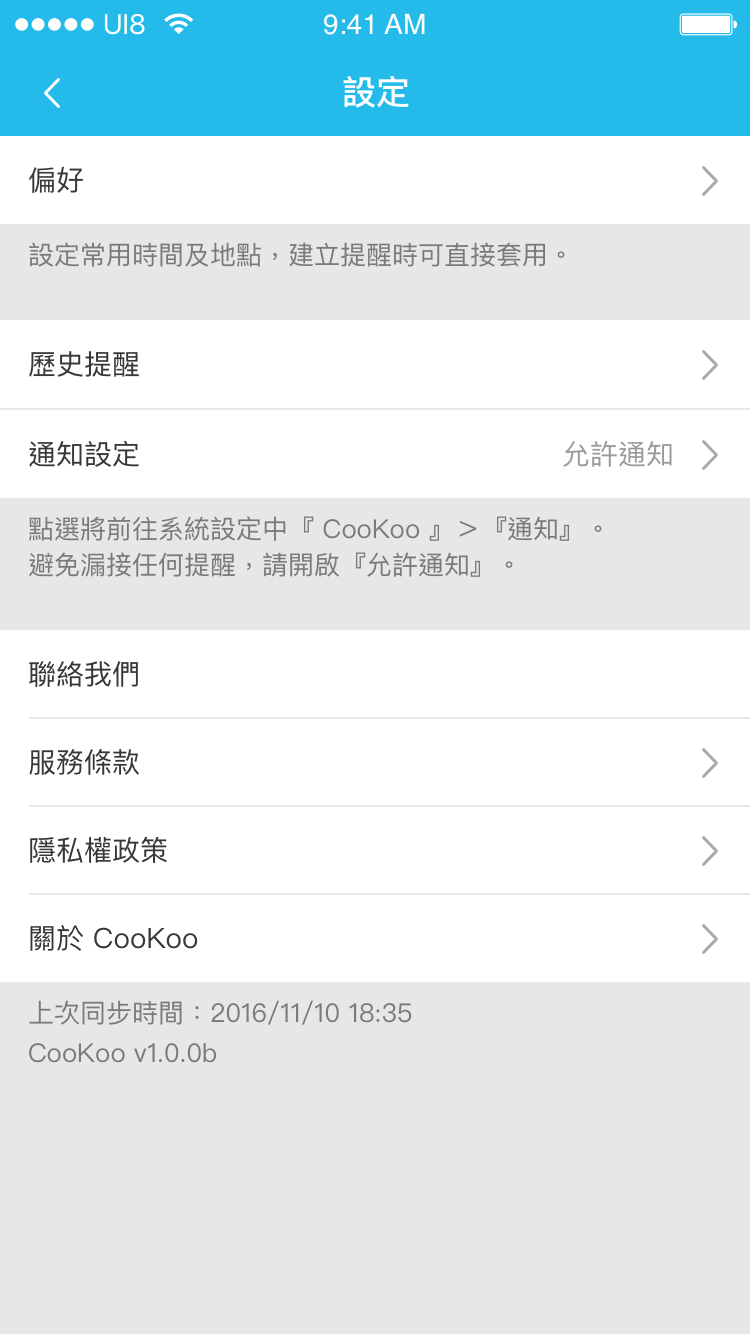 UI8 9:41 AM
設定
偏好
設定常用時間及地點，建立提醒時可直接套用。
歷史提醒
通知設定 允許通知
點選將前往系統設定中『 CooKoo 』 > 『通知』 。
避免漏接任何提醒，請開啟『允許通知』 。
聯絡我們
服務條款
隱私權政策
關於 CooKoo
上次同步時間：2016/11/10 18:35
CooKoo v1.0.0b